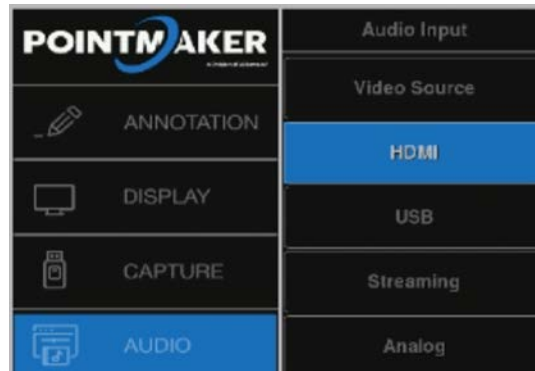 POINTMAKER
ANNOTATION
DISPLAY
CAPTURE
AUDIO
Audio Input
Video Source
HDMI
USB
Streaming
Analog